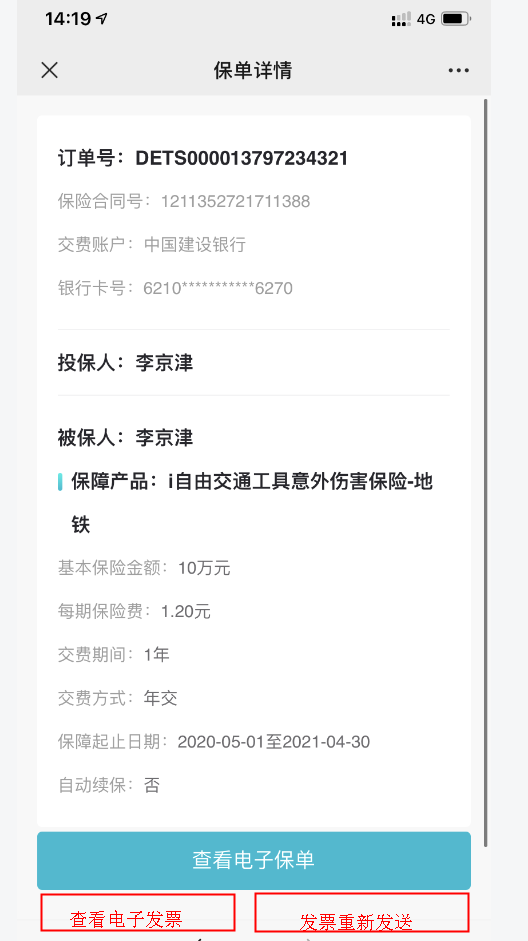 14:19 4G
保单详情
订单号：DETS000013797234321
保险合同号：1211352721711388
交费账户：中国建设银行
银行卡号：6210***********6270
投保人：李京津
被保人：李京津
保障产品：i自由交通工具意外伤害保险-地
铁
基本保险金额：10万元
每期保险费：1.20元
交费期间：1年
交费方式：年交
保障起止日期：2020-05-01至2021-04-30
自动续保：否
查看电子保单
查看电子发票 发票重新发送